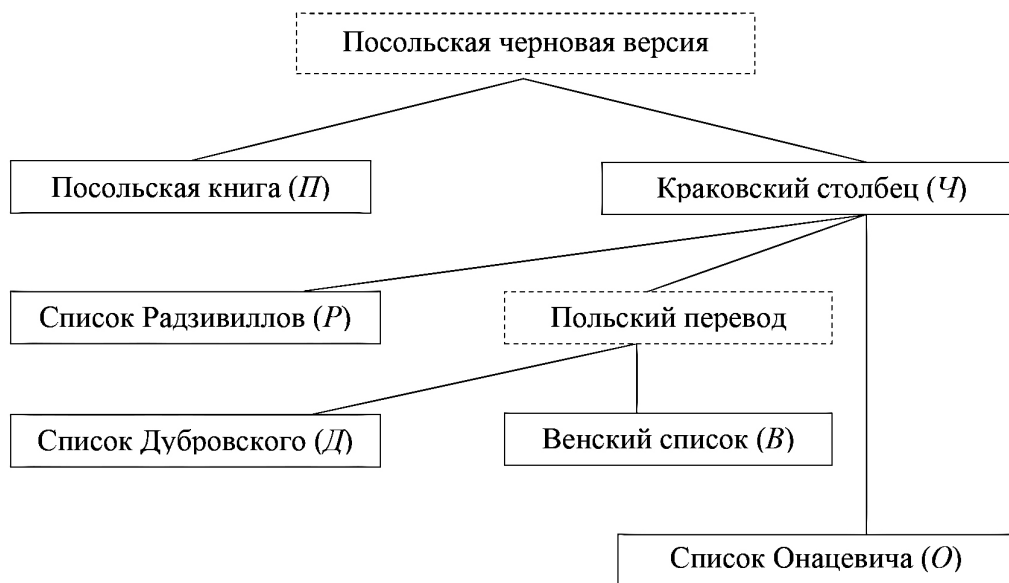 Посольская черновая версия
Посольская книга (П)
Краковский столбец (Ч)
Список Радзивиллов (Р)
Польский перевод
Список Дубровского (Д)
Венский список (В)
Список Онацевича (О)